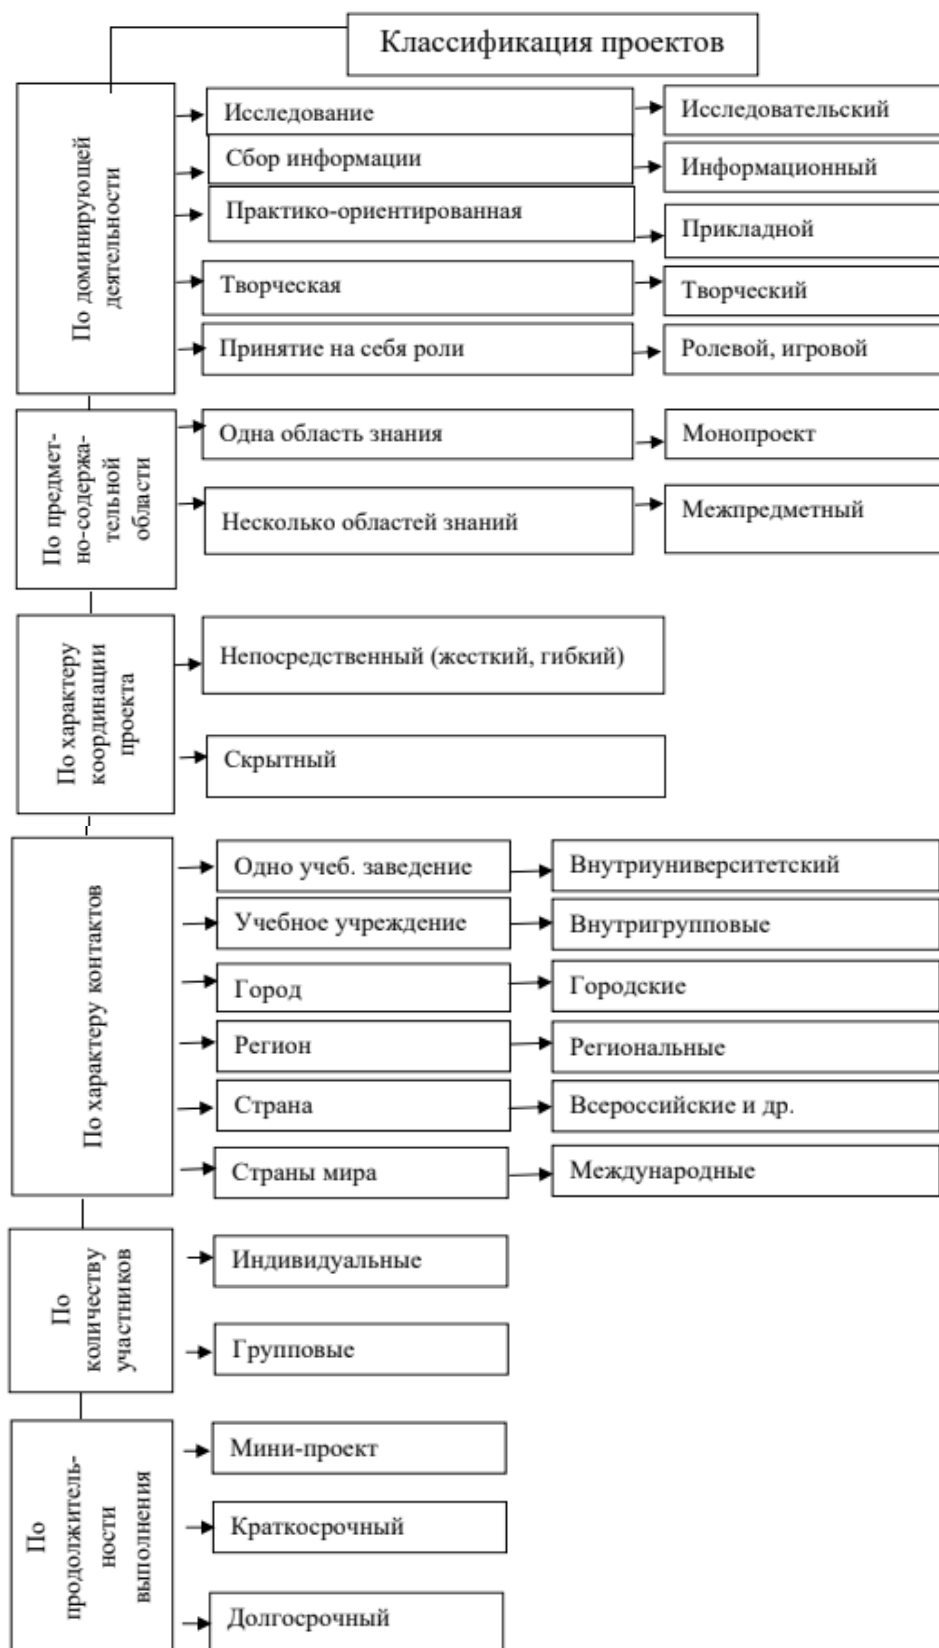 Классификация проектов
По доминирующей
деятельности
Исследование
Исследовательский
Сбор информации
Информационный
Практико-ориентированная
Прикладной
Творческая
Творческий
Принятие на себя роли
Ролевой, игровой
По предмет-
но-содержа-
тельной
области
Одна область знания
Монопроект
Несколько областей знаний
Межпредметный
По характеру
координации
проекта
Непосредственный (жесткий, гибкий)
Скрытный
По характеру контактов
Одно учеб. заведение
Внутриуниверситетский
Учебное учреждение
Внутригрупповые
Город
Городские
Регион
Региональные
Страна
Всероссийские и др.
Страны мира
Международные
По
количеству
участников
Индивидуальные
Групповые
По
продолжитель-
ности
выполнения
Мини-проект
Краткосрочный
Долгосрочный